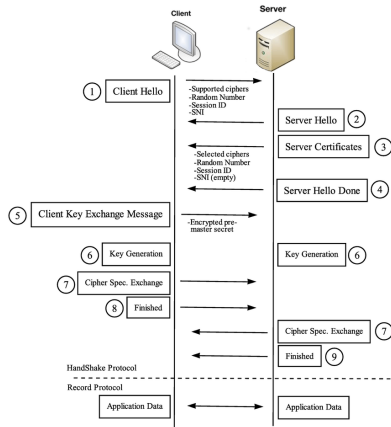 Client
Server
1
Client Hello
-Supported ciphers
-Random Number
-Session ID
-SNI
Server Hello
2
Server Certificates
3
-Selected ciphers
-Random Number
-Session ID
-SNI (empty)
Server Hello Done
4
5
Client Key Exchange Message
-Encrypted pre-
master secret
6
Key Generation
Key Generation
6
7
Cipher Spec. Exchange
8
Finished
Cipher Spec. Exchange
7
Finished
9
HandShake Protocol
Record Protocol
Application Data
Application Data